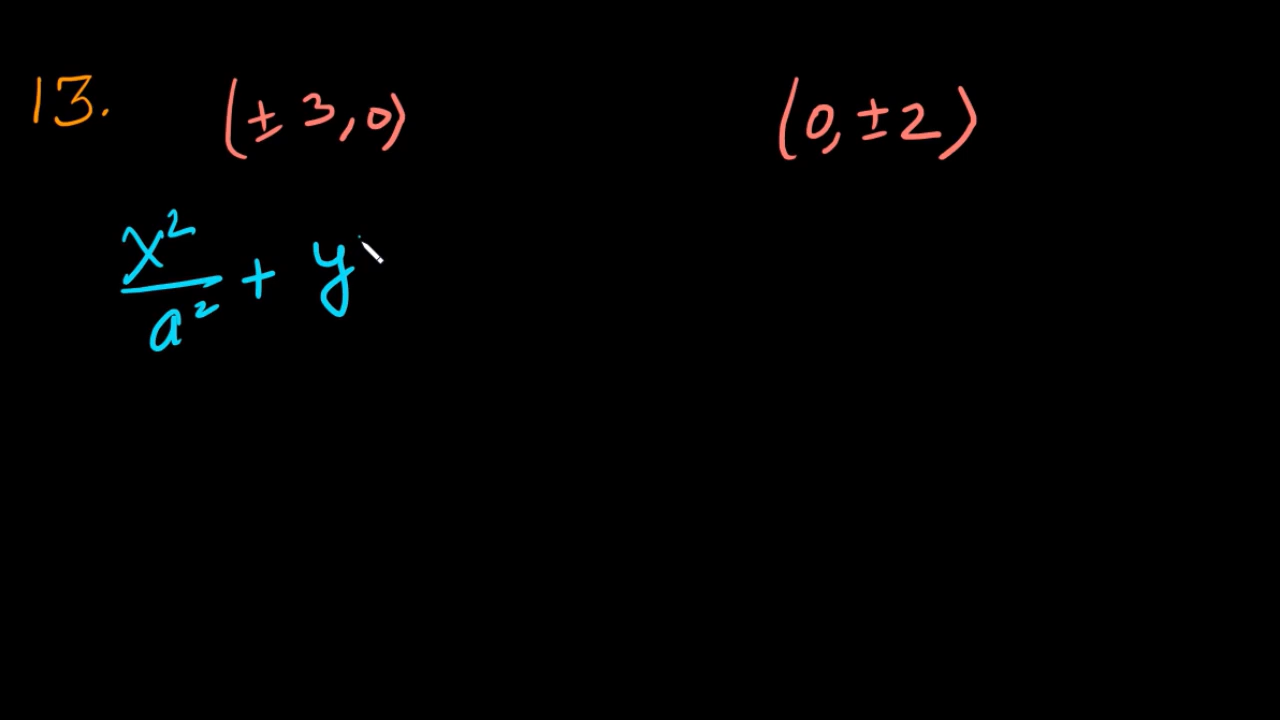 13. (± 3, 0) (0, ±2)
x²/a² + y